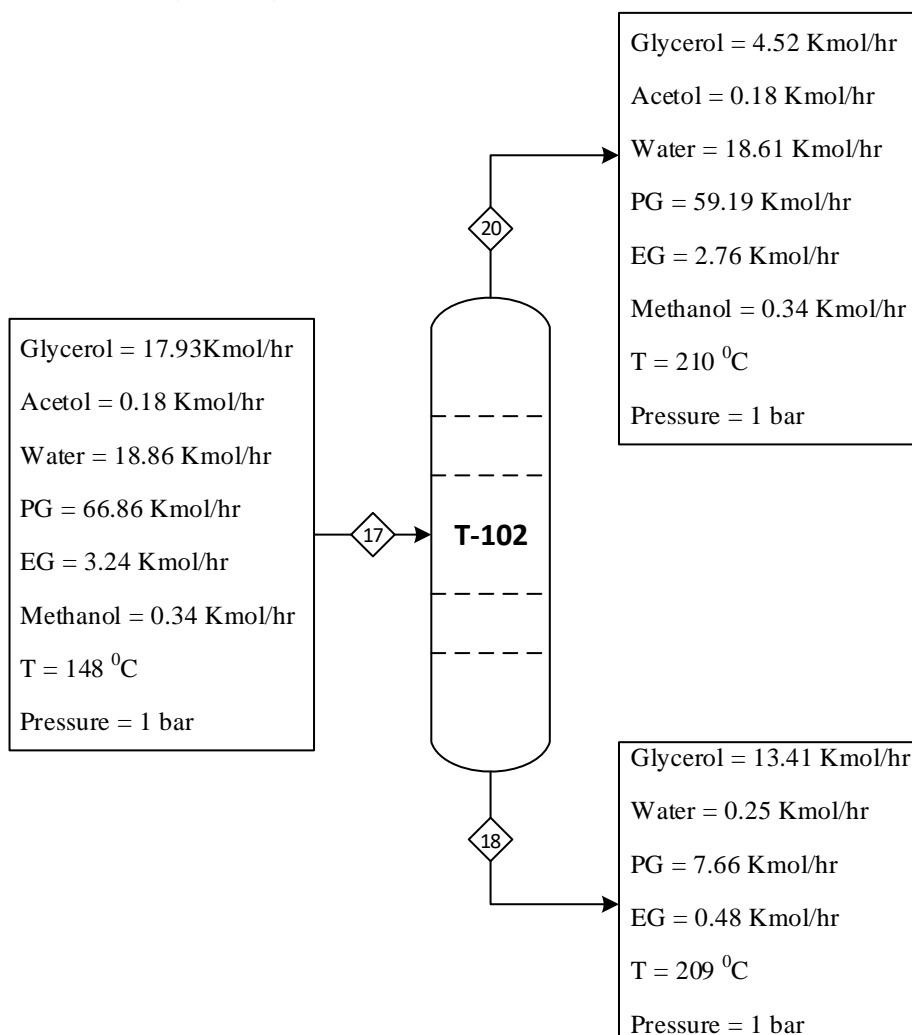 Glycerol = 4.52 Kmol/hr
Acetol = 0.18 Kmol/hr
Water = 18.61 Kmol/hr
PG = 59.19 Kmol/hr
EG = 2.76 Kmol/hr
Methanol = 0.34 Kmol/hr
T = 210 ⁰C
Pressure = 1 bar
20
Glycerol = 17.93Kmol/hr
Acetol = 0.18 Kmol/hr
Water = 18.86 Kmol/hr
PG = 66.86 Kmol/hr
EG = 3.24 Kmol/hr
Methanol = 0.34 Kmol/hr
T = 148 ⁰C
Pressure = 1 bar
17
T-102
18
Glycerol = 13.41 Kmol/hr
Water = 0.25 Kmol/hr
PG = 7.66 Kmol/hr
EG = 0.48 Kmol/hr
T = 209 ⁰C
Pressure = 1 bar